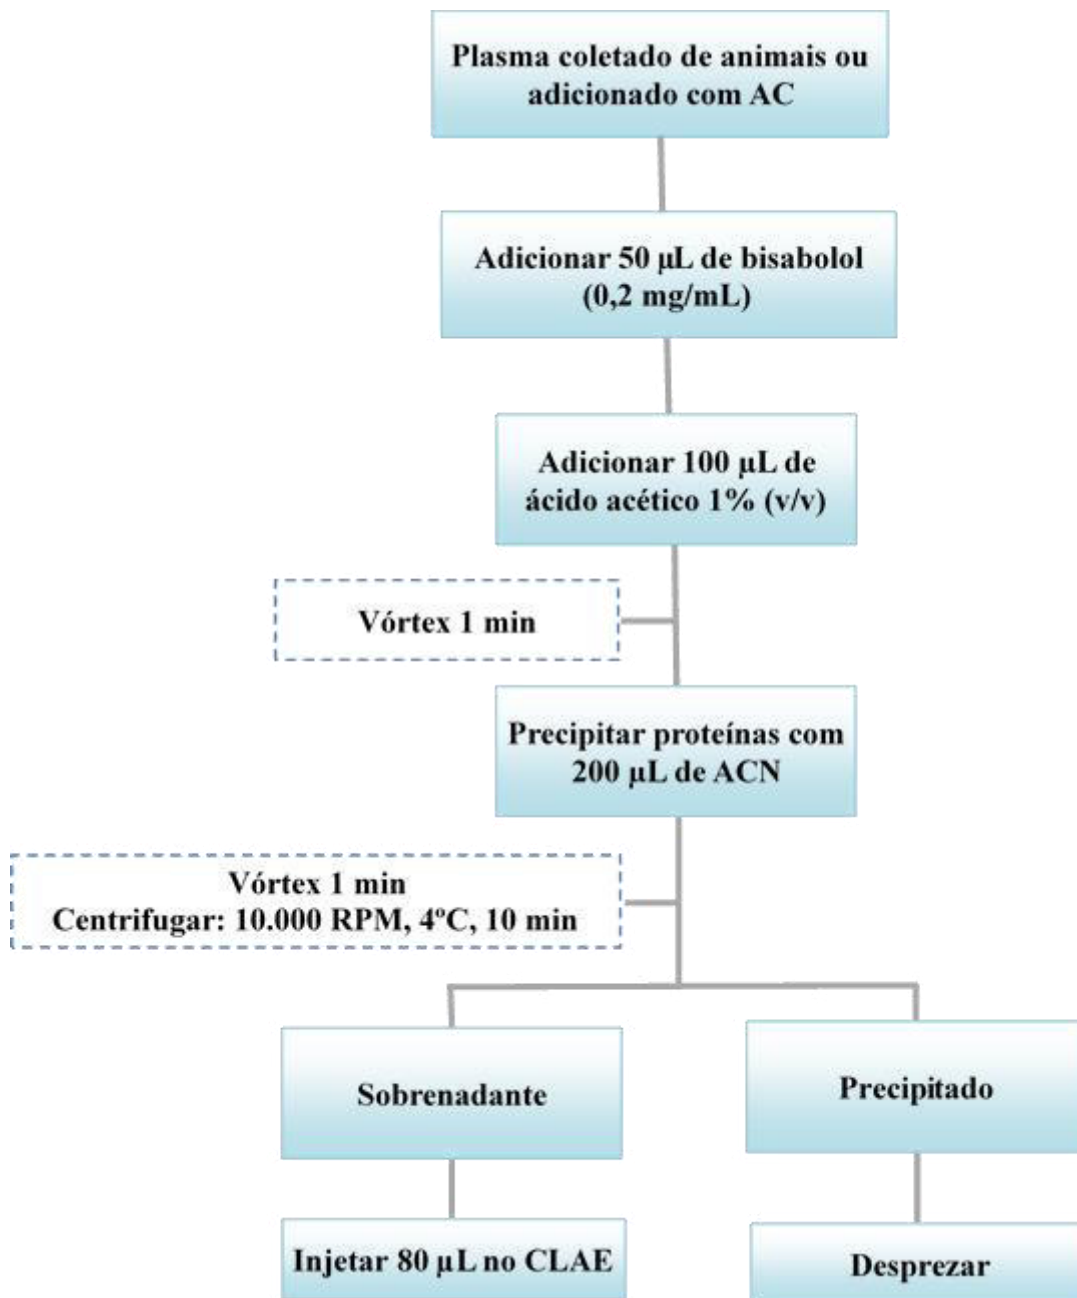 Plasma coletado de animais ou
adicionado com AC
Adicionar 50 µL de bisabolol
(0,2 mg/mL)
Adicionar 100 µL de
ácido acético 1% (v/v)
Vórtex 1 min
Precipitar proteínas com
200 µL de ACN
Vórtex 1 min
Centrifugar: 10.000 RPM, 4ºC, 10 min
Sobrenadante
Precipitado
Injetar 80 µL no CLAE
Desprezar